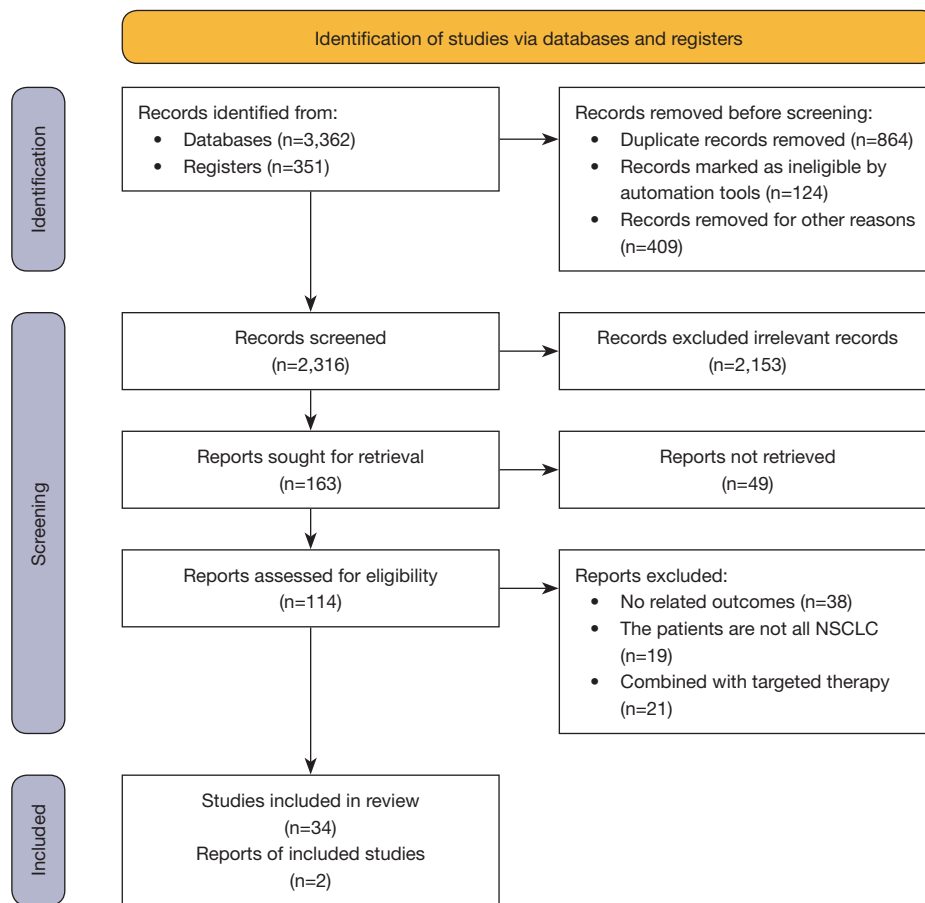 Identification of studies via databases and registers
Identification
Records identified from:
• Databases (n=3,362)
• Registers (n=351)
Records removed before screening:
• Duplicate records removed (n=864)
• Records marked as ineligible by
automation tools (n=124)
• Records removed for other reasons
(n=409)
Screening
Records screened
(n=2,316)
Records excluded irrelevant records
(n=2,153)
Reports sought for retrieval
(n=163)
Reports not retrieved
(n=49)
Reports assessed for eligibility
(n=114)
Reports excluded:
• No related outcomes (n=38)
• The patients are not all NSCLC
(n=19)
• Combined with targeted therapy
(n=21)
Included
Studies included in review
(n=34)
Reports of included studies
(n=2)